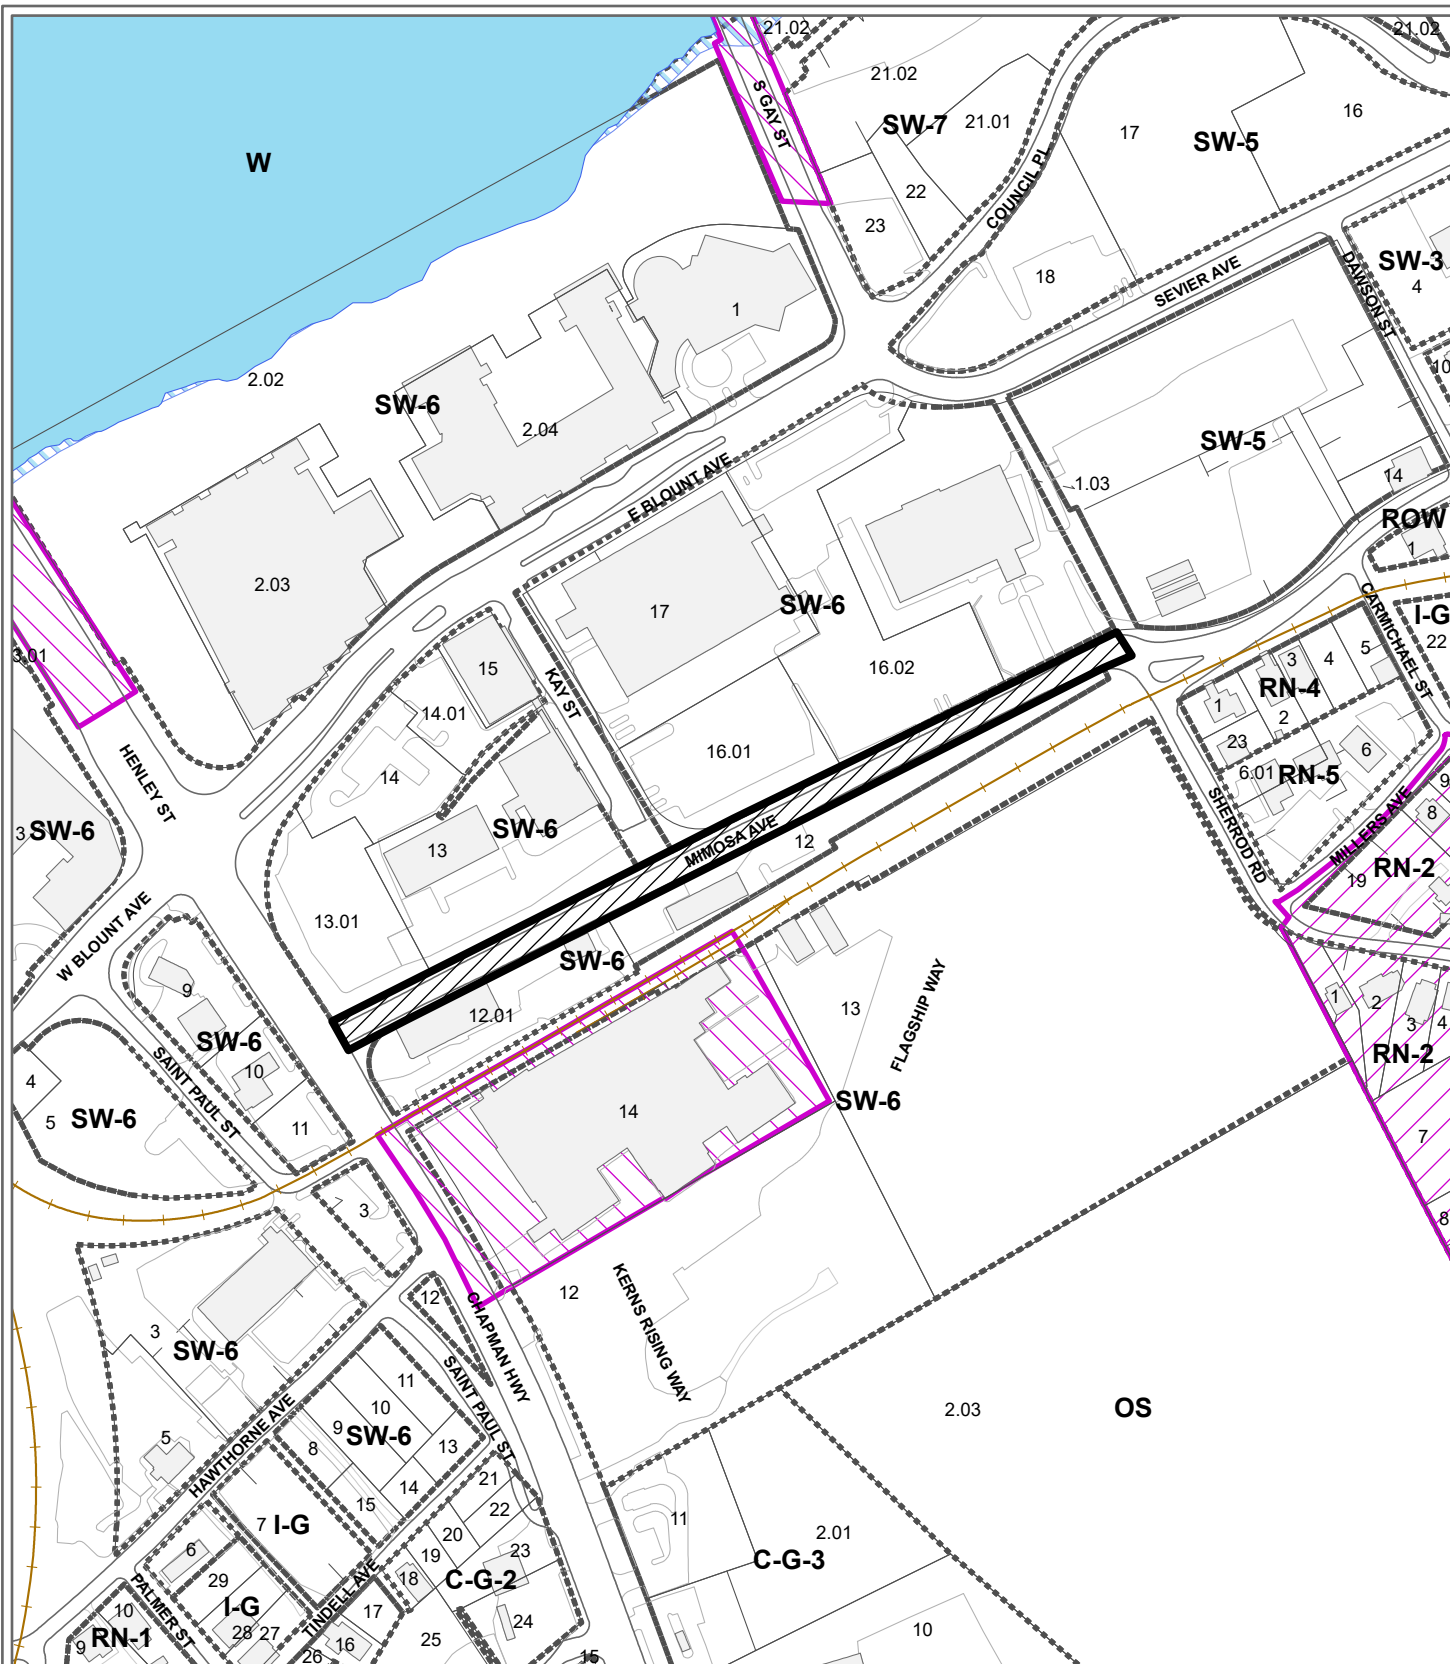 21.02
21.02
21.02
S GAY ST
SW-7
21.01
17
SW-5
16
W
COUNCIL PL
22
23
18
SEVIER AVE
DAWSON ST
SW-3
4
1
10
2.02
SW-6
2.04
SW-5
E BLOUNT AVE
1.03
14
ROW
1
2.03
17
SW-6
CARMICHAEL ST
I-G
22
3.01
15
KAY ST
16.02
3
4
5
RN-4
1
2
14.01
23
HENLEY ST
14
16.01
6
6.01
RN-5
SHERROD RD
MILLERS AVE
9
8
3
SW-6
SW-6
13
MIMOSA AVE
12
RN-2
19
13.01
W BLOUNT AVE
SW-6
9
12.01
13
FLAGSHIP WAY
1
2
3
4
SW-6
SAINT PAUL ST
10
RN-2
4
5
SW-6
11
14
SW-6
7
3
8
12
12
KERNS RISING WAY
CHAPMAN HWY
3
SW-6
SAINT PAUL ST
11
10
9
SW-6
2.03
OS
HAWTHORNE AVE
5
8
13
14
21
15
22
7
I-G
11
2.01
20
6
23
19
C-G-3
29
18
C-G-2
TINDELL AVE
PALMER ST
I-G
10
17
24
RN-1
28
27
25
10
9
16
26
15